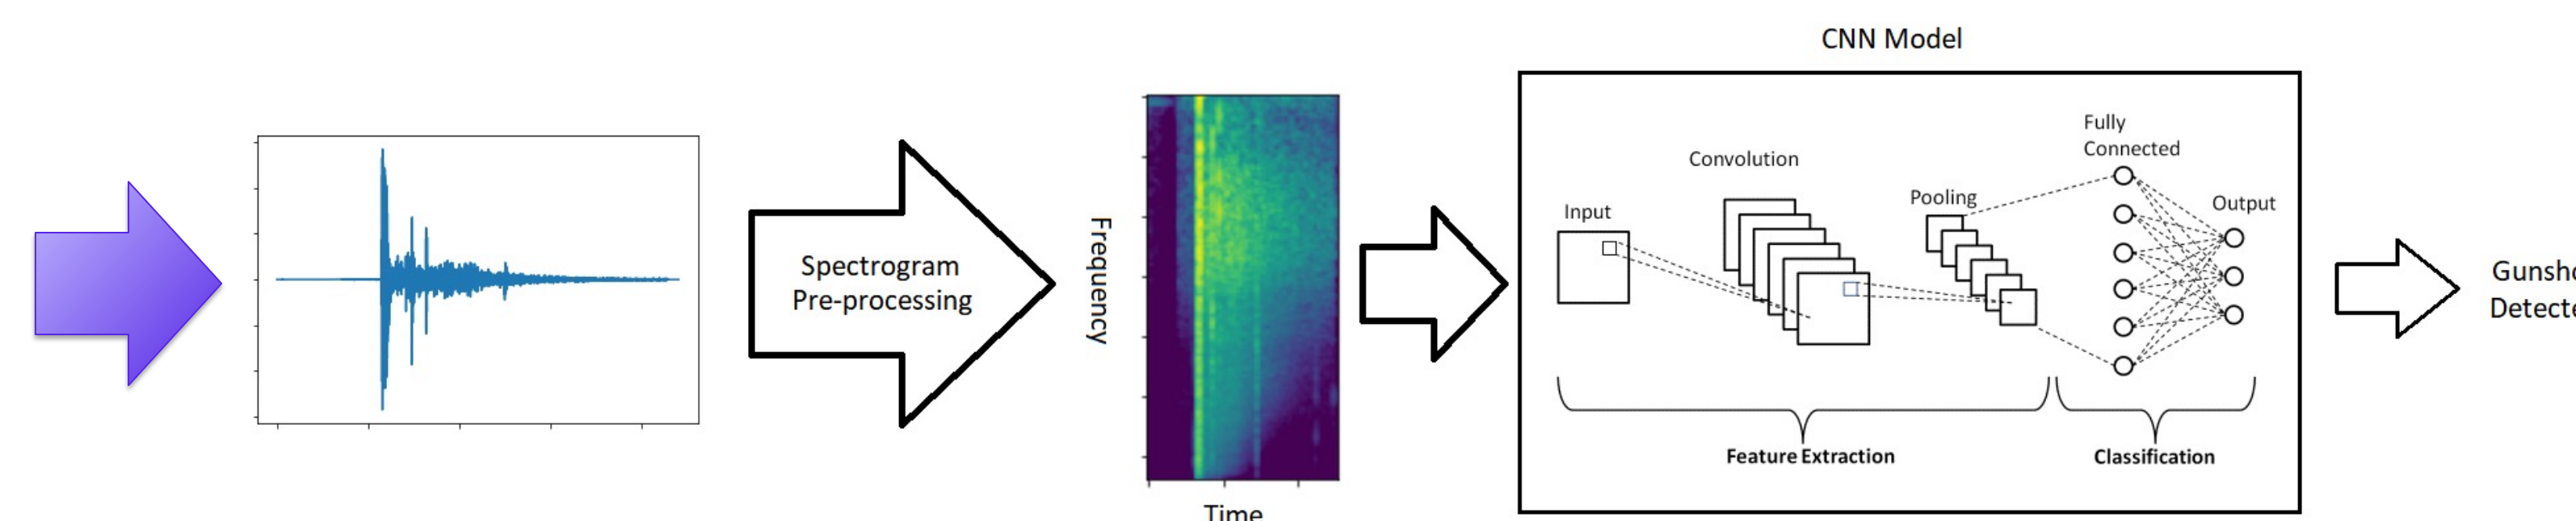 CNN Model
Spectrogram
Pre-processing
Frequency
Time
Input
Convolution
Pooling
Fully
Connected
Output
Feature Extraction
Classification